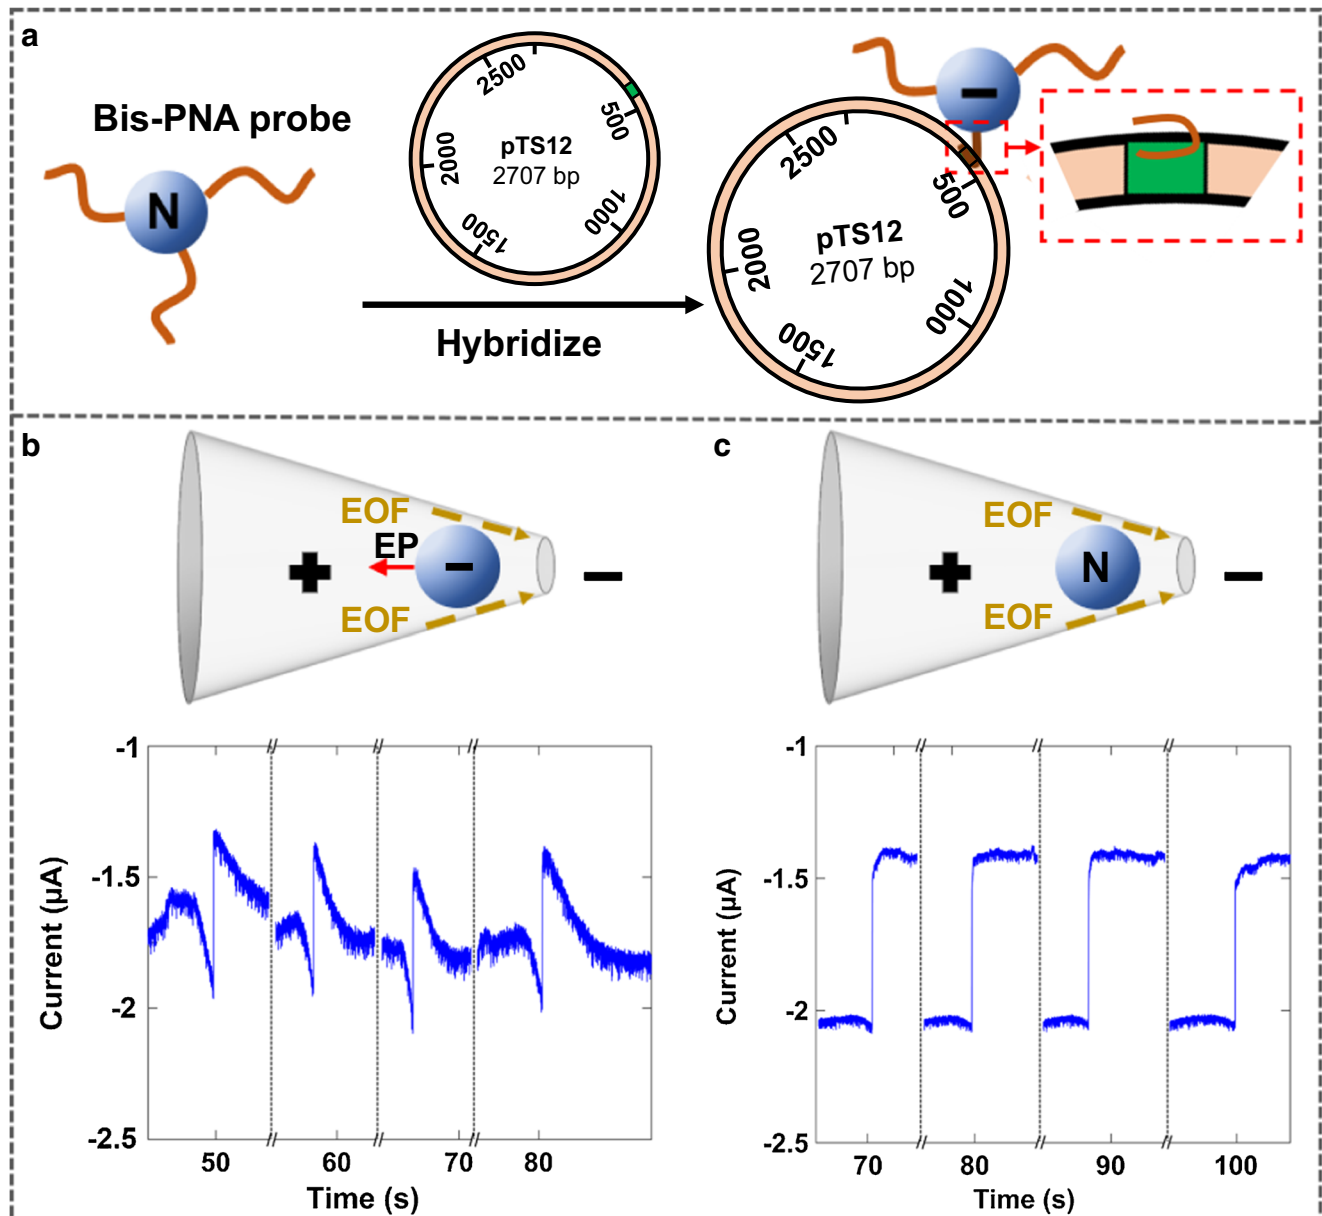 a
Bis-PNA probe
N
2500
500
1000
1500
2000
pTS12
2707 bp
Hybridize
2500
500
1000
1500
2000
pTS12
2707 bp
−
b
EOF
EP
+
−
−
EOF
c
EOF
+
N
−
EOF
-1
-1.5
-2
-2.5
Current (μA)
50
60
70
80
Time (s)
-1
-1.5
-2
-2.5
Current (μA)
70
80
90
100
Time (s)